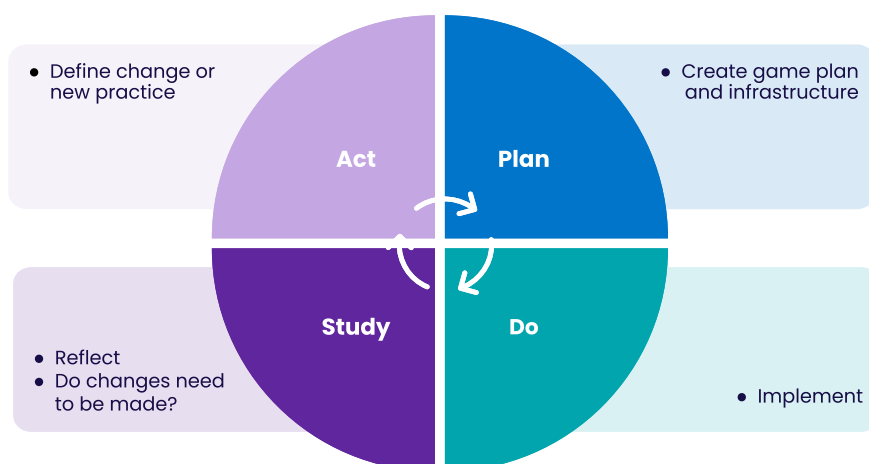 ● Define change or
new practice
● Create game plan
and infrastructure
Act
Plan
Study
Do
● Reflect
● Do changes need
to be made?
● Implement